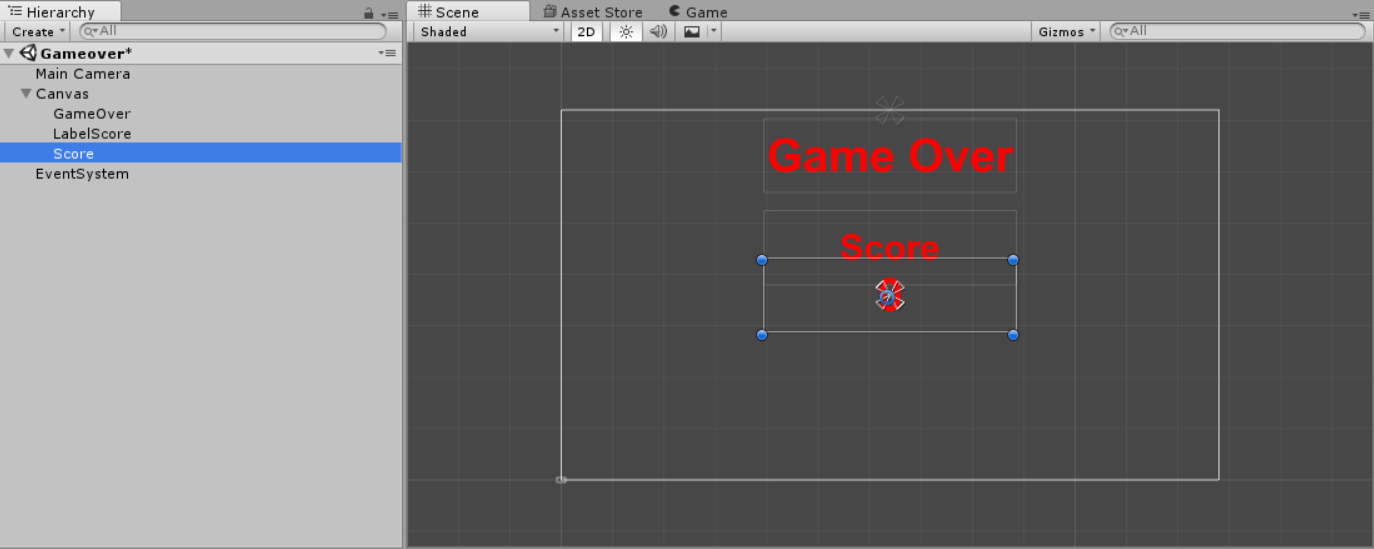 Hierarchy
Create
All
Gameover*
Main Camera
Canvas
GameOver
LabelScore
Score
EventSystem
Scene
Asset Store
Game
Shaded
2D
Gizmos
All
Game Over
Score